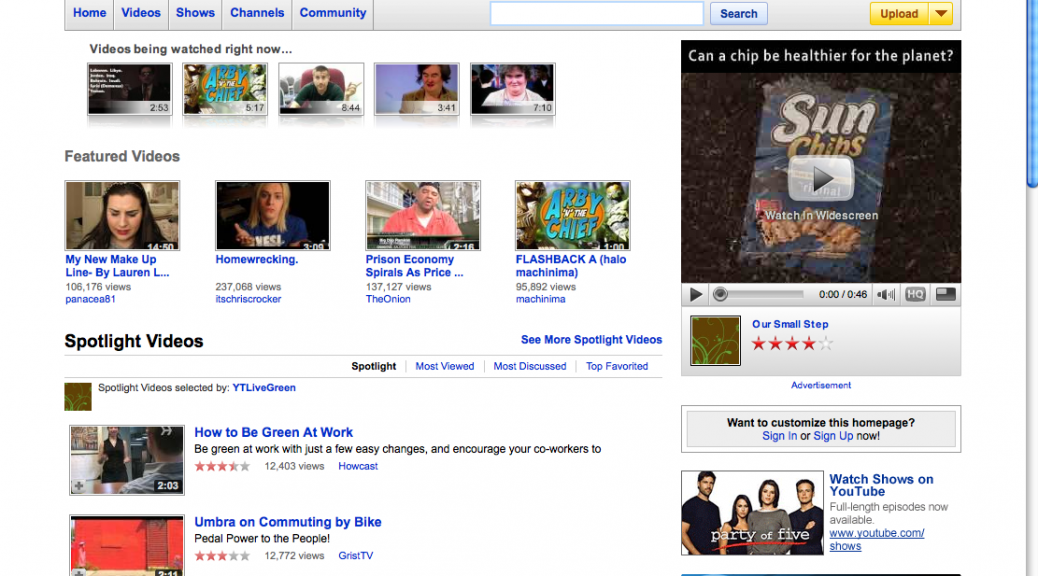 Home Videos Shows Channels Community
Search
Upload
Videos being watched right now...
2:53 5:17 8:44 3:41 7:10
Featured Videos
ARBY 'N' THE CHIEF
14:50
My New Make Up
Line- By Lauren L...
106,176 views
panacea81
3:09
Homewrecking.
237,068 views
itschriscrocker
2:16
Prison Economy
Spirals As Price ...
137,127 views
TheOnion
1:00
FLASHBACK A (halo
machinima)
95,892 views
machinima
Spotlight Videos
See More Spotlight Videos
Spotlight Most Viewed Most Discussed Top Favorited
Spotlight Videos selected by: YTLiveGreen
2:03
How to Be Green At Work
Be green at work with just a few easy changes, and encourage your co-workers to
12,403 views Howcast
2:11
Umbra on Commuting by Bike
Pedal Power to the People!
12,772 views GristTV
Can a chip be healthier for the planet?
Sun
Chips
original
Watch in Widescreen
0:00 / 0:46
HQ
Our Small Step
Advertisement
Want to customize this homepage?
Sign In or Sign Up now!
party of five
Watch Shows on
YouTube
Full-length episodes now
available.
www.youtube.com/
shows